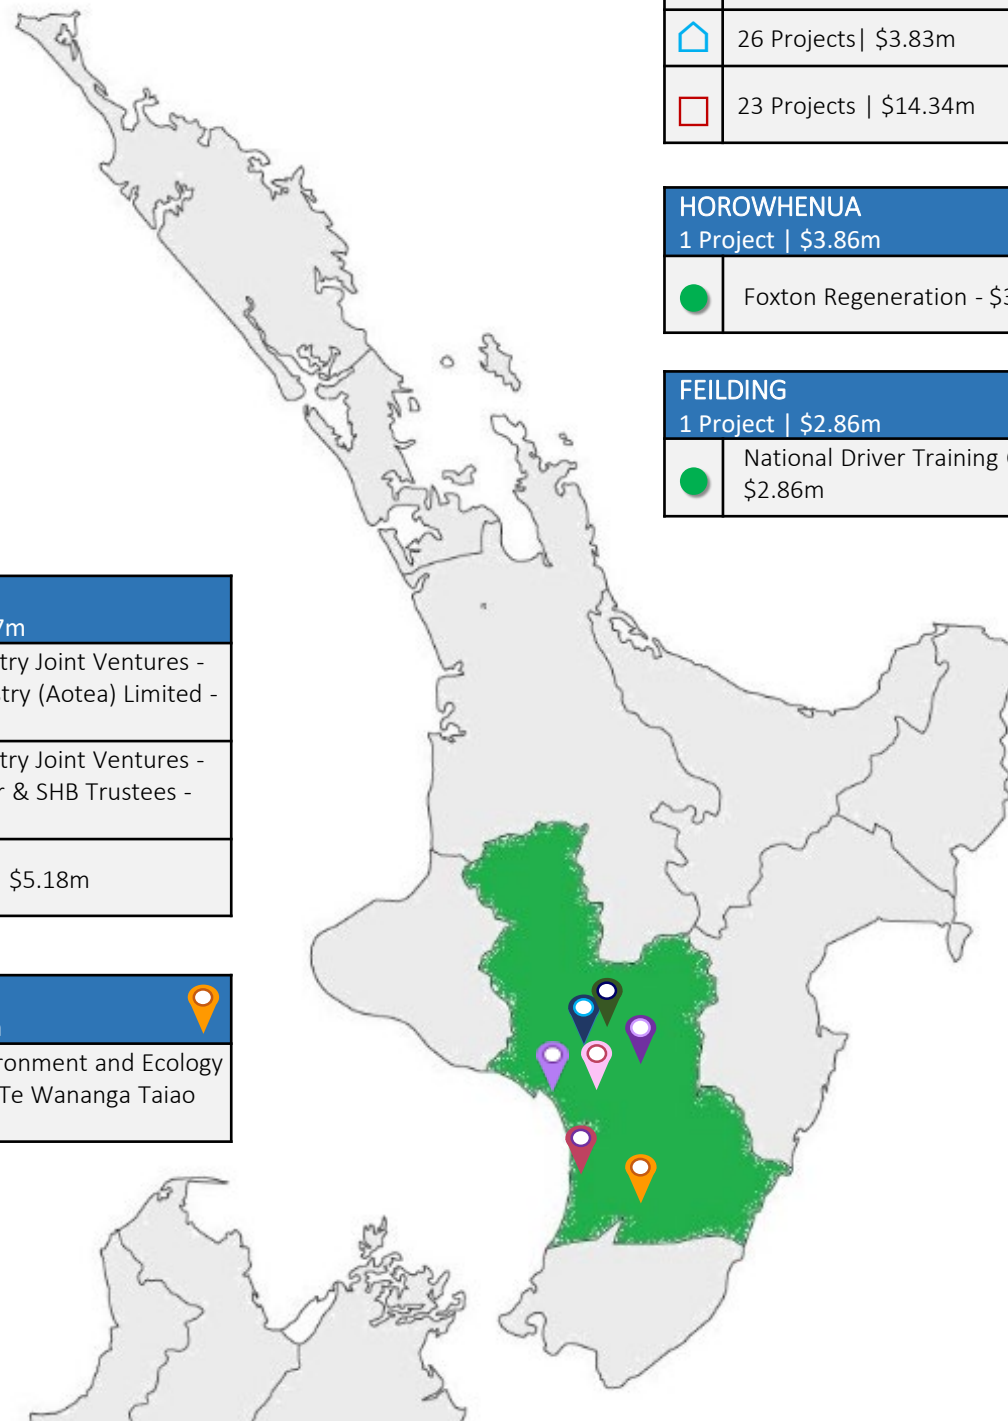 26 Projects| $3.83m
23 Projects | $14.34m
HOROWHENUA
1 Project | $3.86m
Foxton Regeneration -
FEILDING
1 Project | $2.86m
National Driver Training
$2.86m
7m
try Joint Ventures -
stry (Aotea) Limited -
try Joint Ventures -
r & SHB Trustees -
$5.18m
ronment and Ecology
Te Wananga Taiao